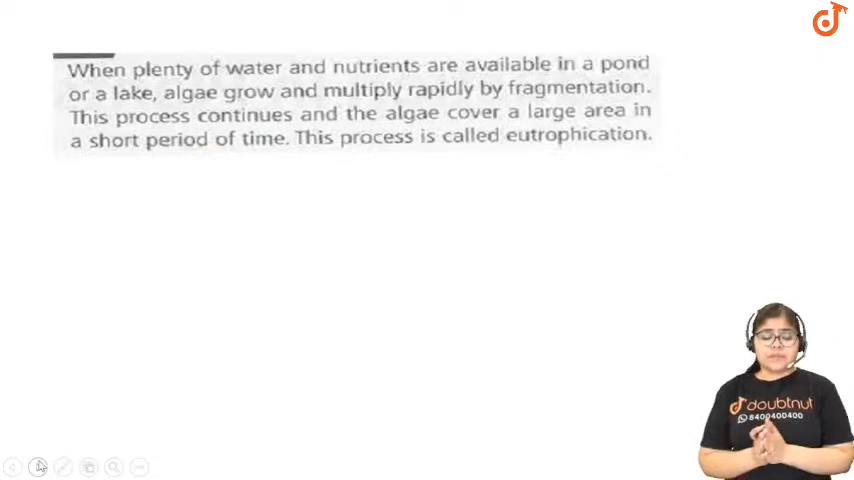 When plenty of water and nutrients are available in a pond
or a lake, algae grow and multiply rapidly by fragmentation.
This process continues and the algae cover a large area in
a short period of time. This process is called eutrophication.
doubtnut
8400400400